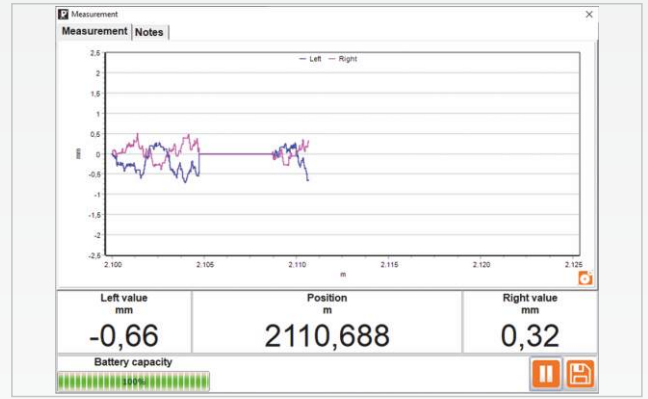 P Measurement
Measurement Notes
Left Right
2,5
2
1,5
1
0,5
0
-0,5
-1
-1,5
-2
-2,5
mm
2.100 2.105 2.110 2.115 2.120 2.125
m
Left value
mm
-0,66
Position
m
2110,688
Right value
mm
0,32
Battery capacity
100%